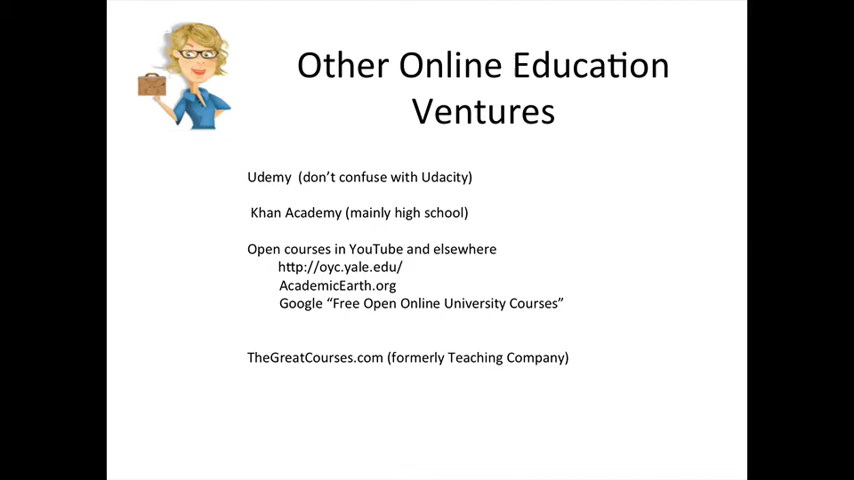 Other Online Education
Ventures
Udemy (don’t confuse with Udacity)
Khan Academy (mainly high school)
Open courses in YouTube and elsewhere
http://oyc.yale.edu/
AcademicEarth.org
Google “Free Open Online University Courses”
TheGreatCourses.com (formerly Teaching Company)